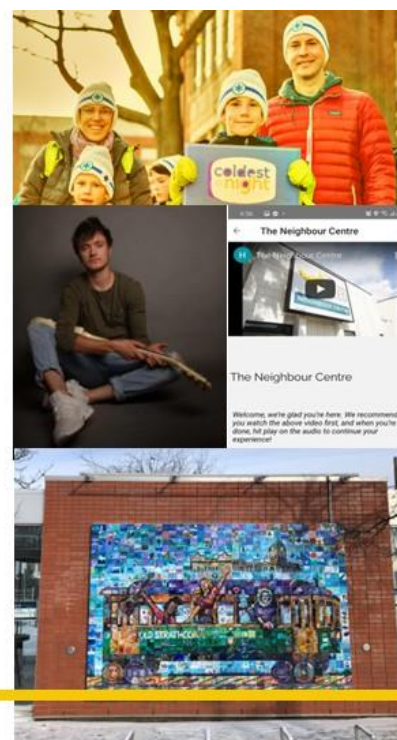 coldest
night
The Neighbour Centre
H
The Neighbour Centre
The Neighbour Centre
Welcome, we're glad you're here. We recommend
you watch the above video first, and when you're
done, hit play on the audio to continue your
experience!
OLD STRATHCONA